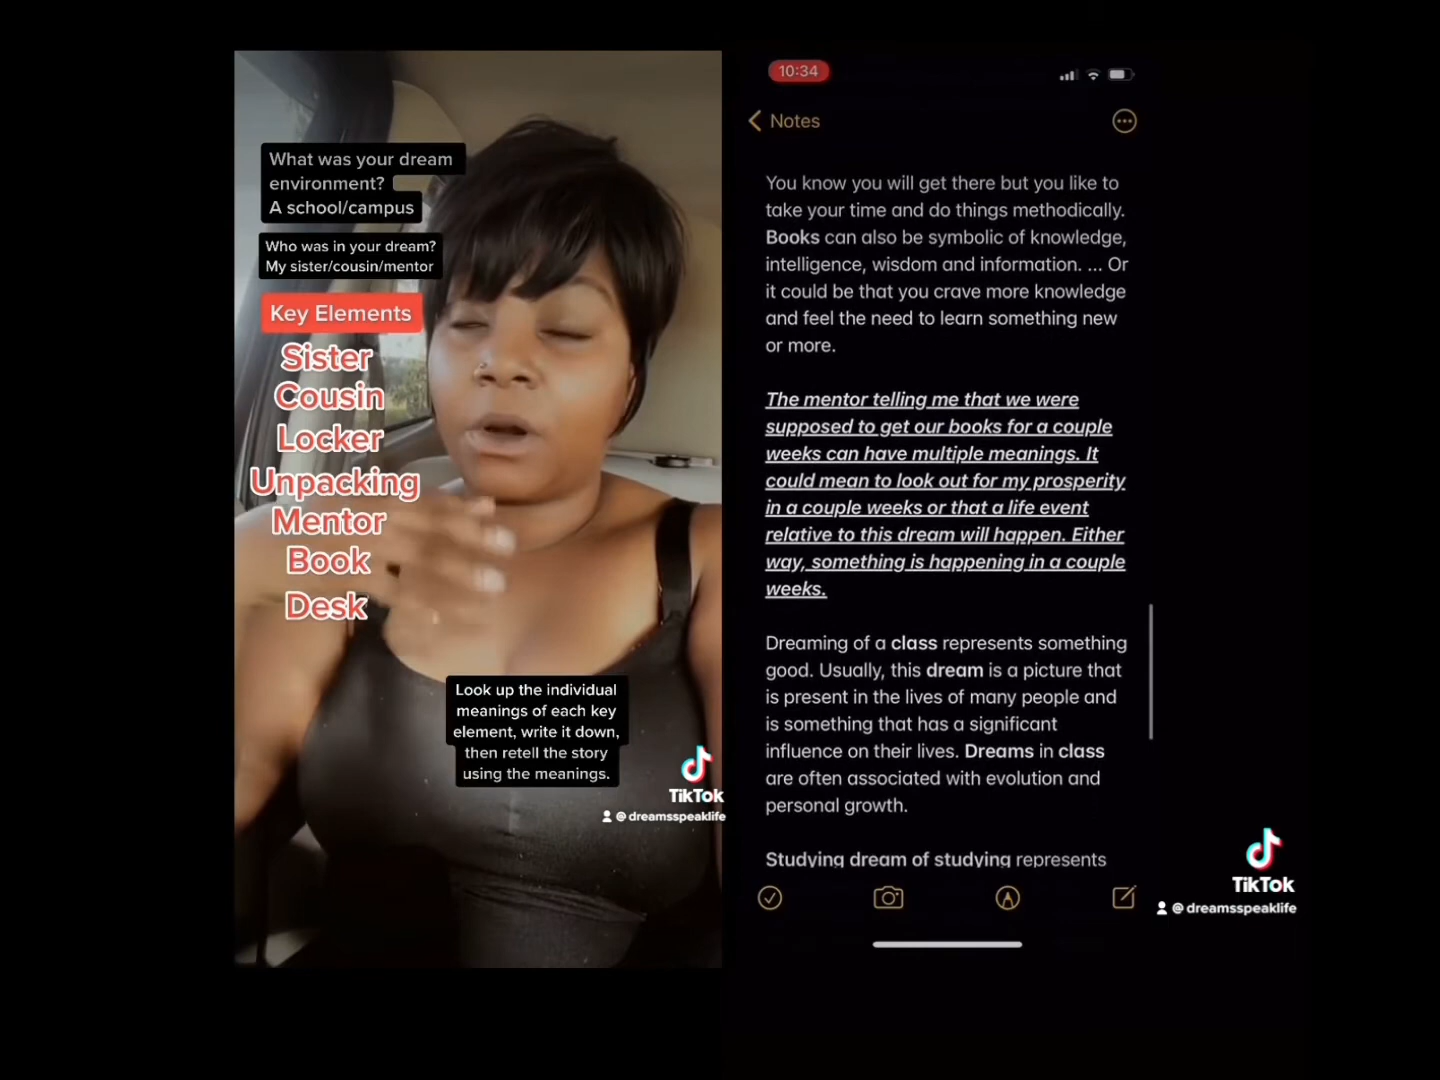 What was your dream
environment?
A school/campus
Who was in your dream?
My sister/cousin/mentor
Key Elements
Sister
Cousin
Locker
Unpacking
Mentor
Book
Desk
Look up the individual
meanings of each key
element, write it down,
then retell the story
using the meanings.
TikTok
@dreamsspeaklife
10:34
Notes
You know you will get there but you like to
take your time and do things methodically.
Books can also be symbolic of knowledge,
intelligence, wisdom and information. ... Or
it could be that you crave more knowledge
and feel the need to learn something new
or more.
The mentor telling me that we were
supposed to get our books for a couple
weeks can have multiple meanings. It
could mean to look out for my prosperity
in a couple weeks or that a life event
relative to this dream will happen. Either
way, something is happening in a couple
weeks.
Dreaming of a class represents something
good. Usually, this dream is a picture that
is present in the lives of many people and
is something that has a significant
influence on their lives. Dreams in class
are often associated with evolution and
personal growth.
Studying dream of studying represents
TikTok
@dreamsspeaklife